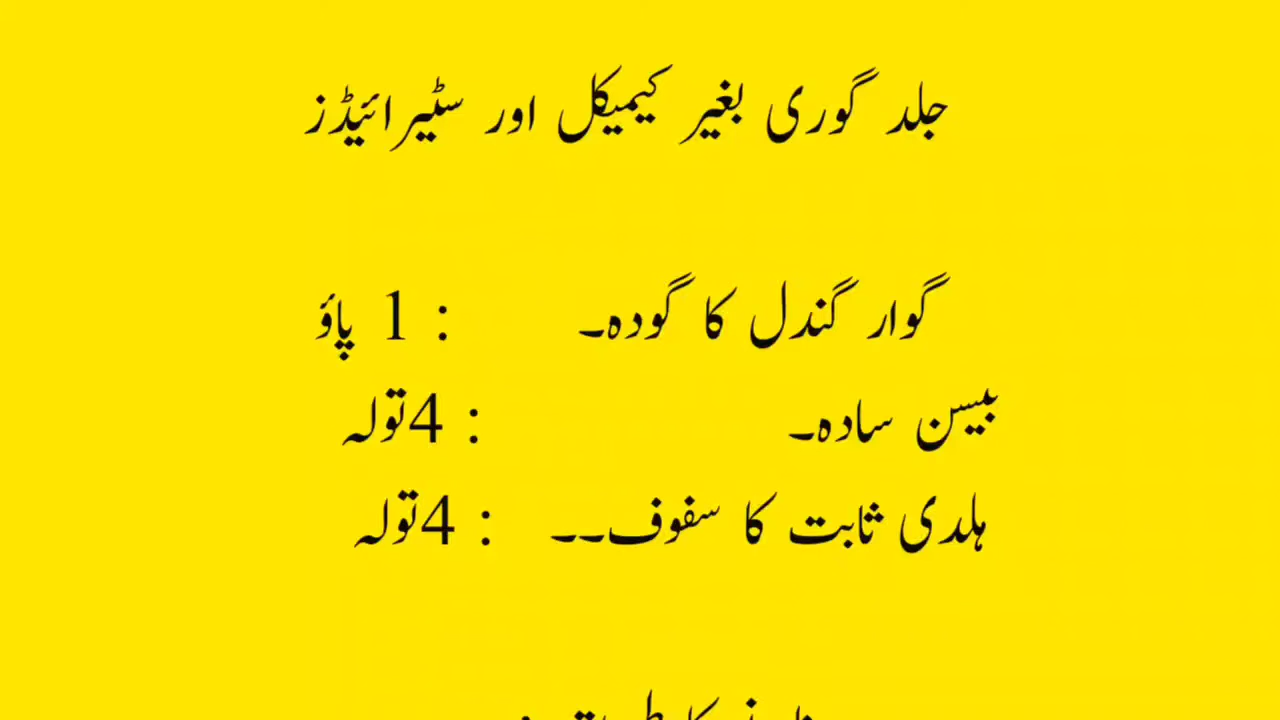 جلد گوری بغیر کیمیکل اور سٹیرائیڈز
گوار گندل کا گودہ۔ : 1 پاؤ
بیسن سادہ۔ : 4تولہ
ہلدی ثابت کا سفوف۔۔ : 4تولہ